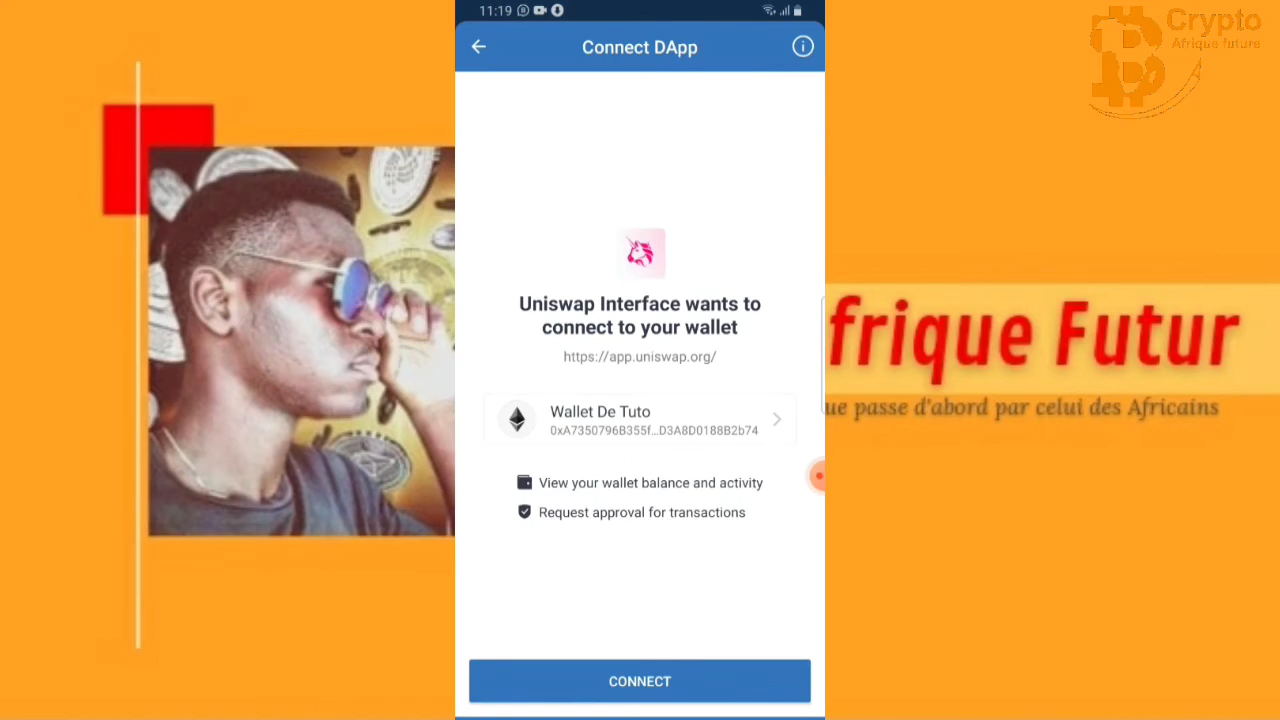 Crypto
Afrique future
11:19
Connect DApp
Uniswap Interface wants to
connect to your wallet
https://app.uniswap.org/
Wallet De Tuto
0xA7350796B355f...D3A8D0188B2b74
View your wallet balance and activity
Request approval for transactions
CONNECT
frique Futur
ue passe d'abord par celui des Africains